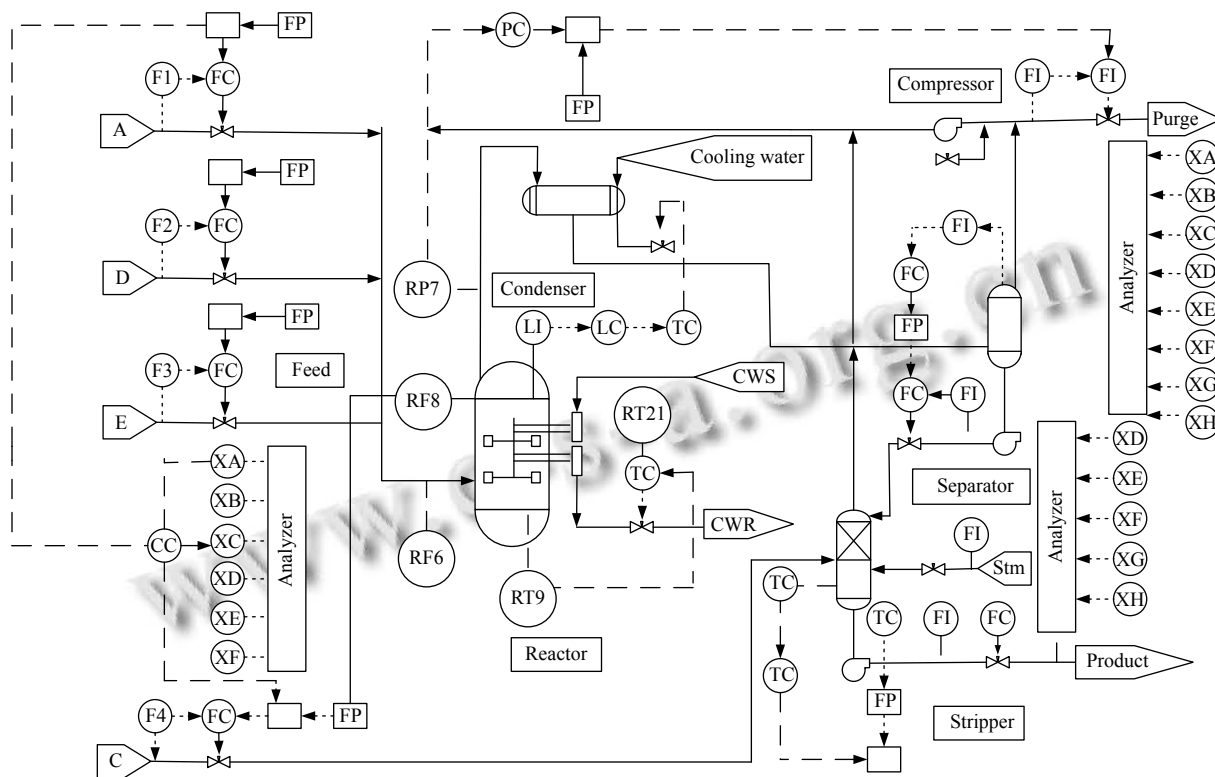 FP
PC
F1
FC
Compressor
FI
FI
A
FP
Purge
Cooling water
XA
FP
XB
F2
FC
FI
XC
D
RP7
Condenser
FC
XD
Analyzer
FP
LI
LC
TC
FP
XE
F3
FC
Feed
RF8
CWS
XF
E
RT21
FC
FI
XG
XH
XA
TC
XD
XB
Separator
XE
CC
XC
Analyzer
RF6
CWR
Analyzer
XF
XD
RT9
FI
XG
XE
Stm
TC
XH
XF
Reactor
TC
FI
FC
Product
TC
F4
FC
FP
FP
Stripper
C
www.c-s-a.org.cn